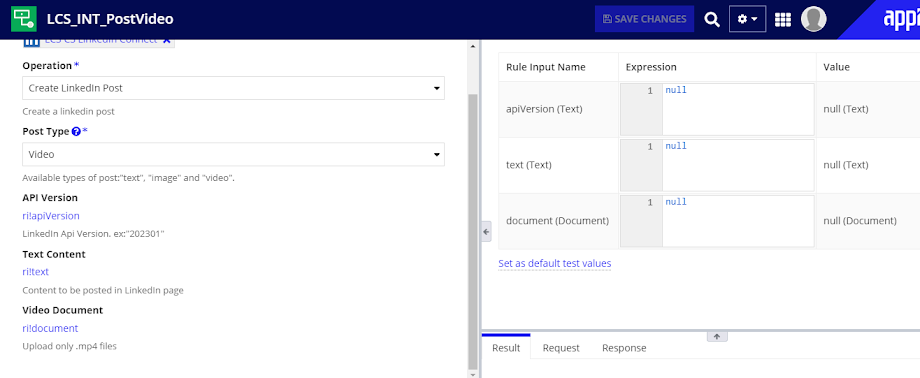 LCS_INT_PostVideo
SAVE CHANGES
appi
LCS CS LinkedIn Connect ×
Operation *
Create LinkedIn Post
Create a linkedin post
Post Type ? *
Video
Available types of post:"text", "image" and "video".
API Version
ri!apiVersion
LinkedIn Api Version. ex:"202301"
Text Content
ri!text
Content to be posted in LinkedIn page
Video Document
ri!document
Upload only .mp4 files
Rule Input Name Expression Value
apiVersion (Text) 1 null null (Text)
text (Text) 1 null null (Text)
document (Document) 1 null null (Document)
Set as default test values
Result Request Response